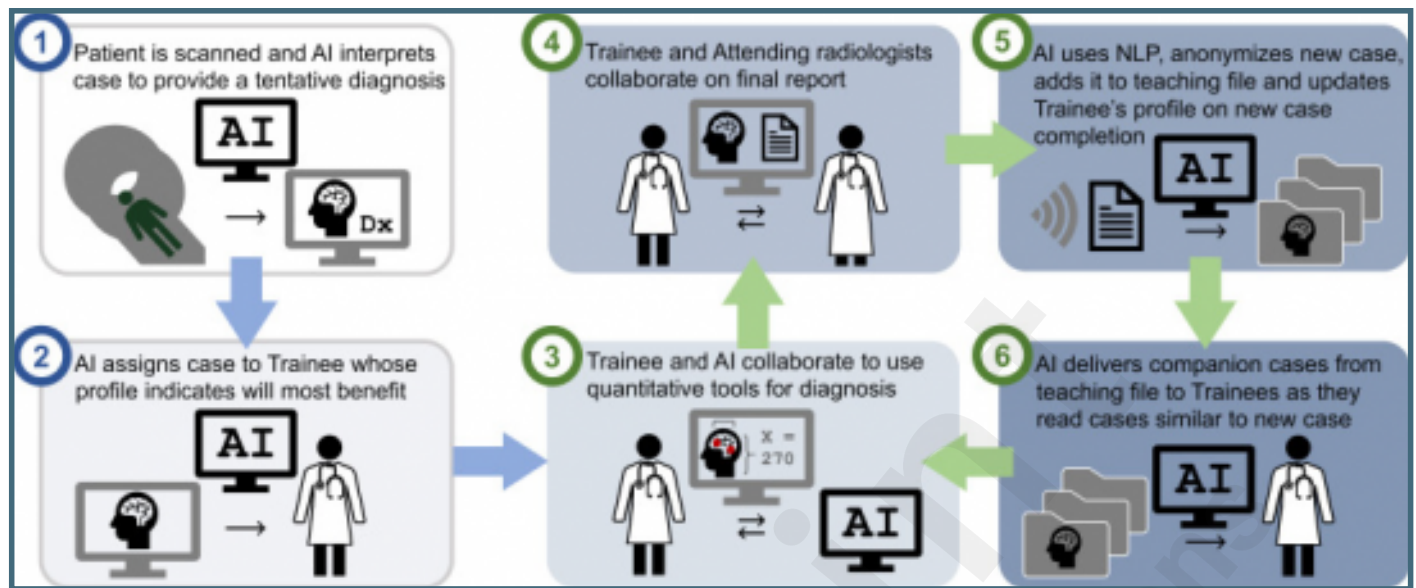 1
Patient is scanned and AI interprets
case to provide a tentative diagnosis
AI
Dx
2
AI assigns case to Trainee whose
profile indicates will most benefit
AI
3
Trainee and AI collaborate to use
quantitative tools for diagnosis
X =
270
AI
4
Trainee and Attending radiologists
collaborate on final report
5
AI uses NLP, anonymizes new case,
adds it to teaching file and updates
Trainee's profile on new case
completion
AI
6
AI delivers companion cases from
teaching file to Trainees as they
read cases similar to new case
AI